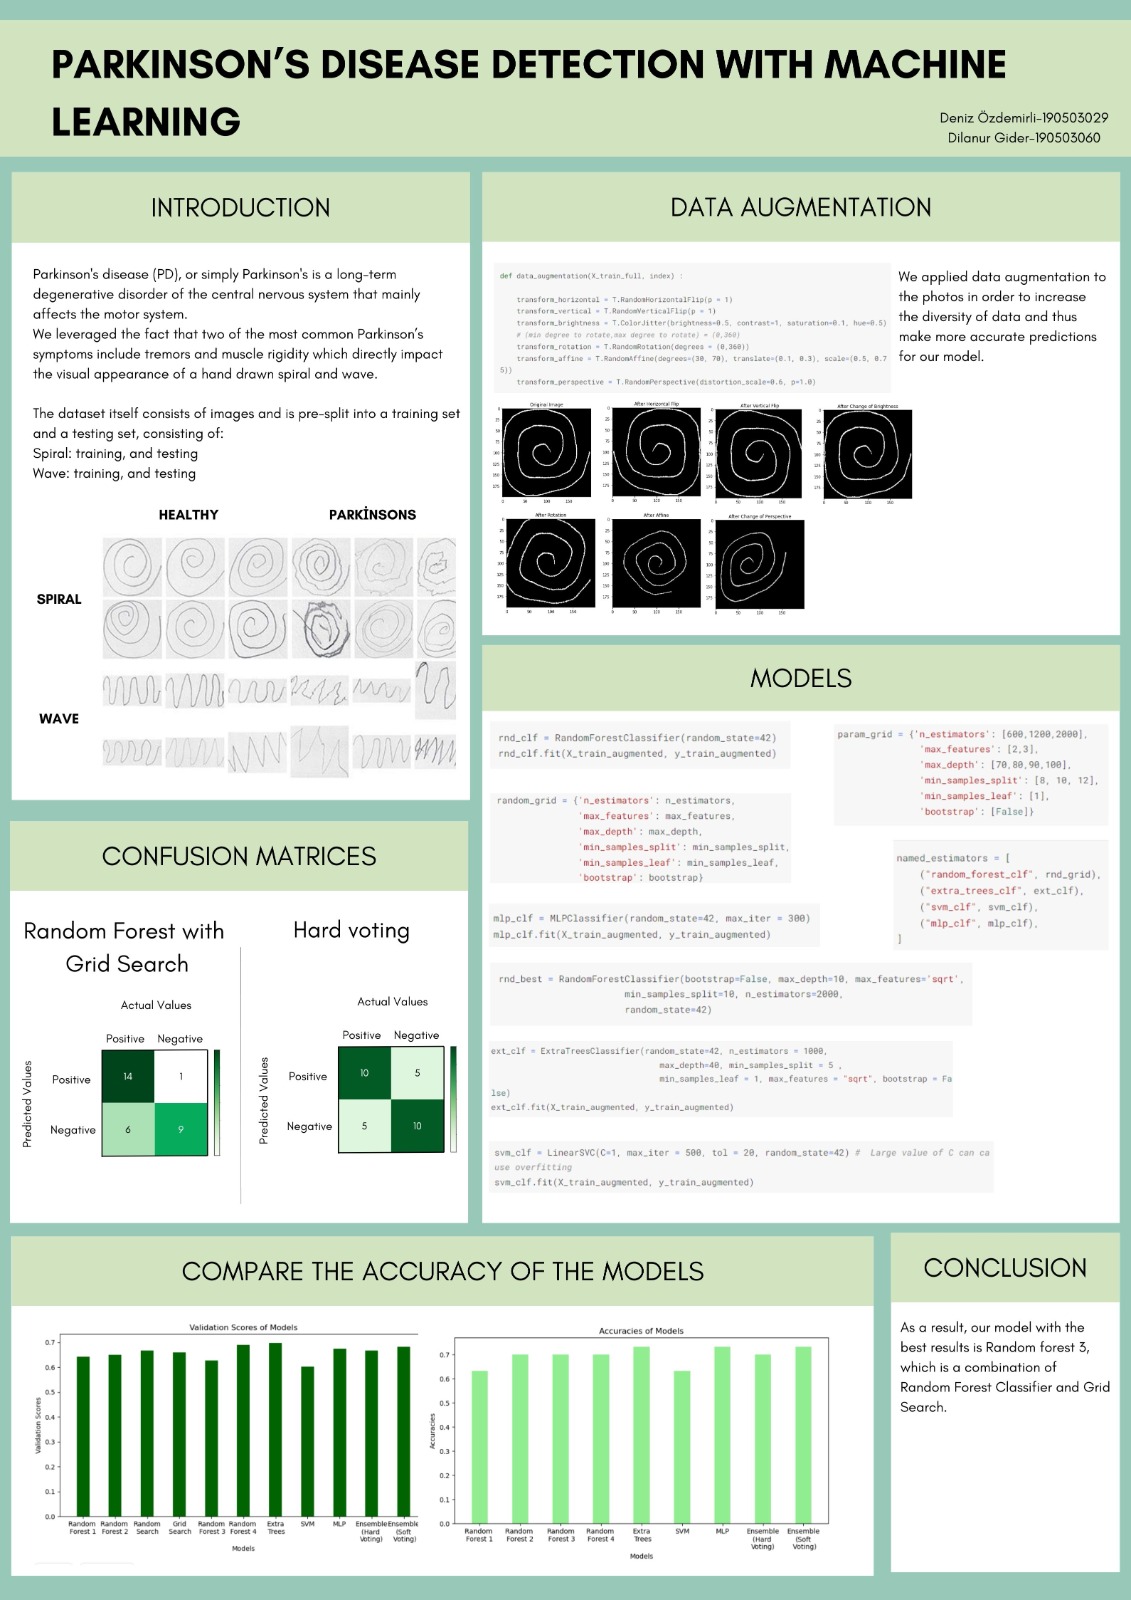 PARKINSON’S DISEASE DETECTION WITH MACHINE
LEARNING
Deniz Özdemirli-190503029
Dilanur Gider-190503060
INTRODUCTION
Parkinson's disease (PD), or simply Parkinson's is a long-term
degenerative disorder of the central nervous system that mainly
affects the motor system.
We leveraged the fact that two of the most common Parkinson’s
symptoms include tremors and muscle rigidity which directly impact
the visual appearance of a hand drawn spiral and wave.
The dataset itself consists of images and is pre-split into a training set
and a testing set, consisting of:
Spiral: training, and testing
Wave: training, and testing
HEALTHY PARKİNSONS
SPIRAL
WAVE
DATA AUGMENTATION
def data_augmentation(X_train_full, index) :
transform_horizontal = T.RandomHorizontalFlip(p = 1)
transform_vertical = T.RandomVerticalFlip(p = 1)
transform_brightness = T.ColorJitter(brightness=0.5, contrast=1, saturation=0.1, hue=0.5)
# (min degree to rotate,max degree to rotate) = (0,360)
transform_rotation = T.RandomRotation(degrees = (0,360))
transform_affine = T.RandomAffine(degrees=(30, 70), translate=(0.1, 0.3), scale=(0.5, 0.7
5))
transform_perspective = T.RandomPerspective(distortion_scale=0.6, p=1.0)
We applied data augmentation to
the photos in order to increase
the diversity of data and thus
make more accurate predictions
for our model.
Original Image
After Horizontal Flip
After Vertical Flip
After Change of Brightness
After Rotation
After Affine
After Change of Perspective
MODELS
rnd_clf = RandomForestClassifier(random_state=42)
rnd_clf.fit(X_train_augmented, y_train_augmented)
random_grid = {'n_estimators': n_estimators,
'max_features': max_features,
'max_depth': max_depth,
'min_samples_split': min_samples_split,
'min_samples_leaf': min_samples_leaf,
'bootstrap': bootstrap}
mlp_clf = MLPClassifier(random_state=42, max_iter = 300)
mlp_clf.fit(X_train_augmented, y_train_augmented)
param_grid = {'n_estimators': [600,1200,2000],
'max_features': [2,3],
'max_depth': [70,80,90,100],
'min_samples_split': [8, 10, 12],
'min_samples_leaf': [1],
'bootstrap': [False]}
named_estimators = [
("random_forest_clf", rnd_grid),
("extra_trees_clf", ext_clf),
("svm_clf", svm_clf),
("mlp_clf", mlp_clf),
]
rnd_best = RandomForestClassifier(bootstrap=False, max_depth=10, max_features='sqrt',
min_samples_split=10, n_estimators=2000,
random_state=42)
ext_clf = ExtraTreesClassifier(random_state=42, n_estimators = 1000,
max_depth=40, min_samples_split = 5 ,
min_samples_leaf = 1, max_features = "sqrt", bootstrap = Fa
lse)
ext_clf.fit(X_train_augmented, y_train_augmented)
svm_clf = LinearSVC(C=1, max_iter = 500, tol = 20, random_state=42) # Large value of C can ca
use overfitting
svm_clf.fit(X_train_augmented, y_train_augmented)
CONFUSION MATRICES
Random Forest with
Grid Search
Actual Values
Positive Negative
Predicted Values
Positive 14 1
Negative 6 9
Hard voting
Actual Values
Positive Negative
Predicted Values
Positive 10 5
Negative 5 10
COMPARE THE ACCURACY OF THE MODELS
Validation Scores of Models
Validation Scores
0.7
0.6
0.5
0.4
0.3
0.2
0.1
0.0
Random Random Random Grid Random Random Extra SVM MLP Ensemble Ensemble
Forest 1 Forest 2 Search Search Forest 3 Forest 4 Trees (Hard (Soft
Voting) Voting)
Models
Accuracies of Models
Accuracies
0.7
0.6
0.5
0.4
0.3
0.2
0.1
0.0
Random Random Random Random Extra SVM MLP Ensemble Ensemble
Forest 1 Forest 2 Forest 3 Forest 4 Trees (Hard (Soft
Voting) Voting)
Models
CONCLUSION
As a result, our model with the
best results is Random forest 3,
which is a combination of
Random Forest Classifier and Grid
Search.